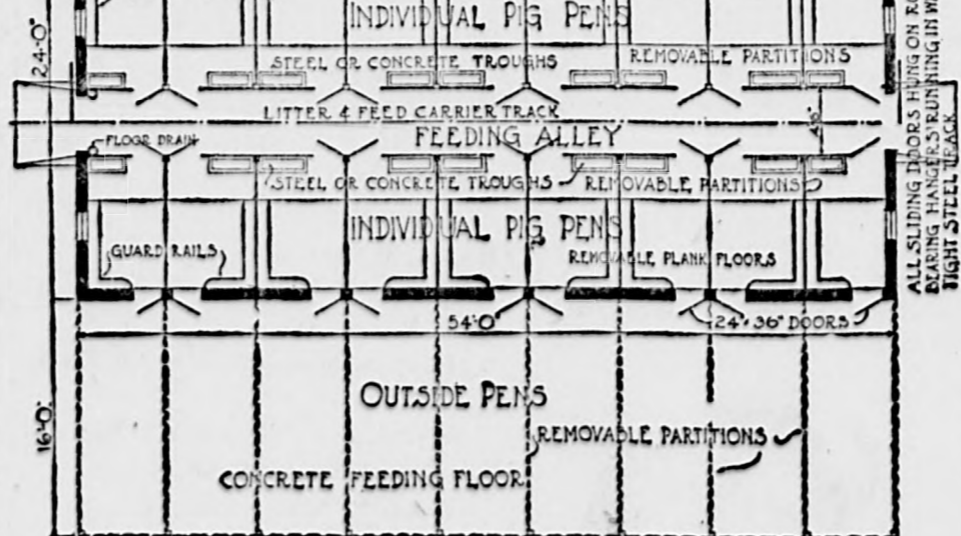 INDIVIDUAL PIG PENS
24'-0"
STEEL OR CONCRETE TROUGHS
REMOVABLE PARTITIONS
LITTER & FEED CARRIER TRACK
FEEDING ALLEY
FLOOR DRAIN
STEEL OR CONCRETE TROUGHS
REMOVABLE PARTITIONS
INDIVIDUAL PIG PENS
GUARD RAILS
REMOVABLE PLANK FLOORS
54'-0"
24"×36" DOORS
16'-0"
OUTSIDE PENS
REMOVABLE PARTITIONS
CONCRETE FEEDING FLOOR
ALL SLIDING DOORS HUNG ON
BEARING HANGERS RUNNING IN
TIGHT STEEL TRACK